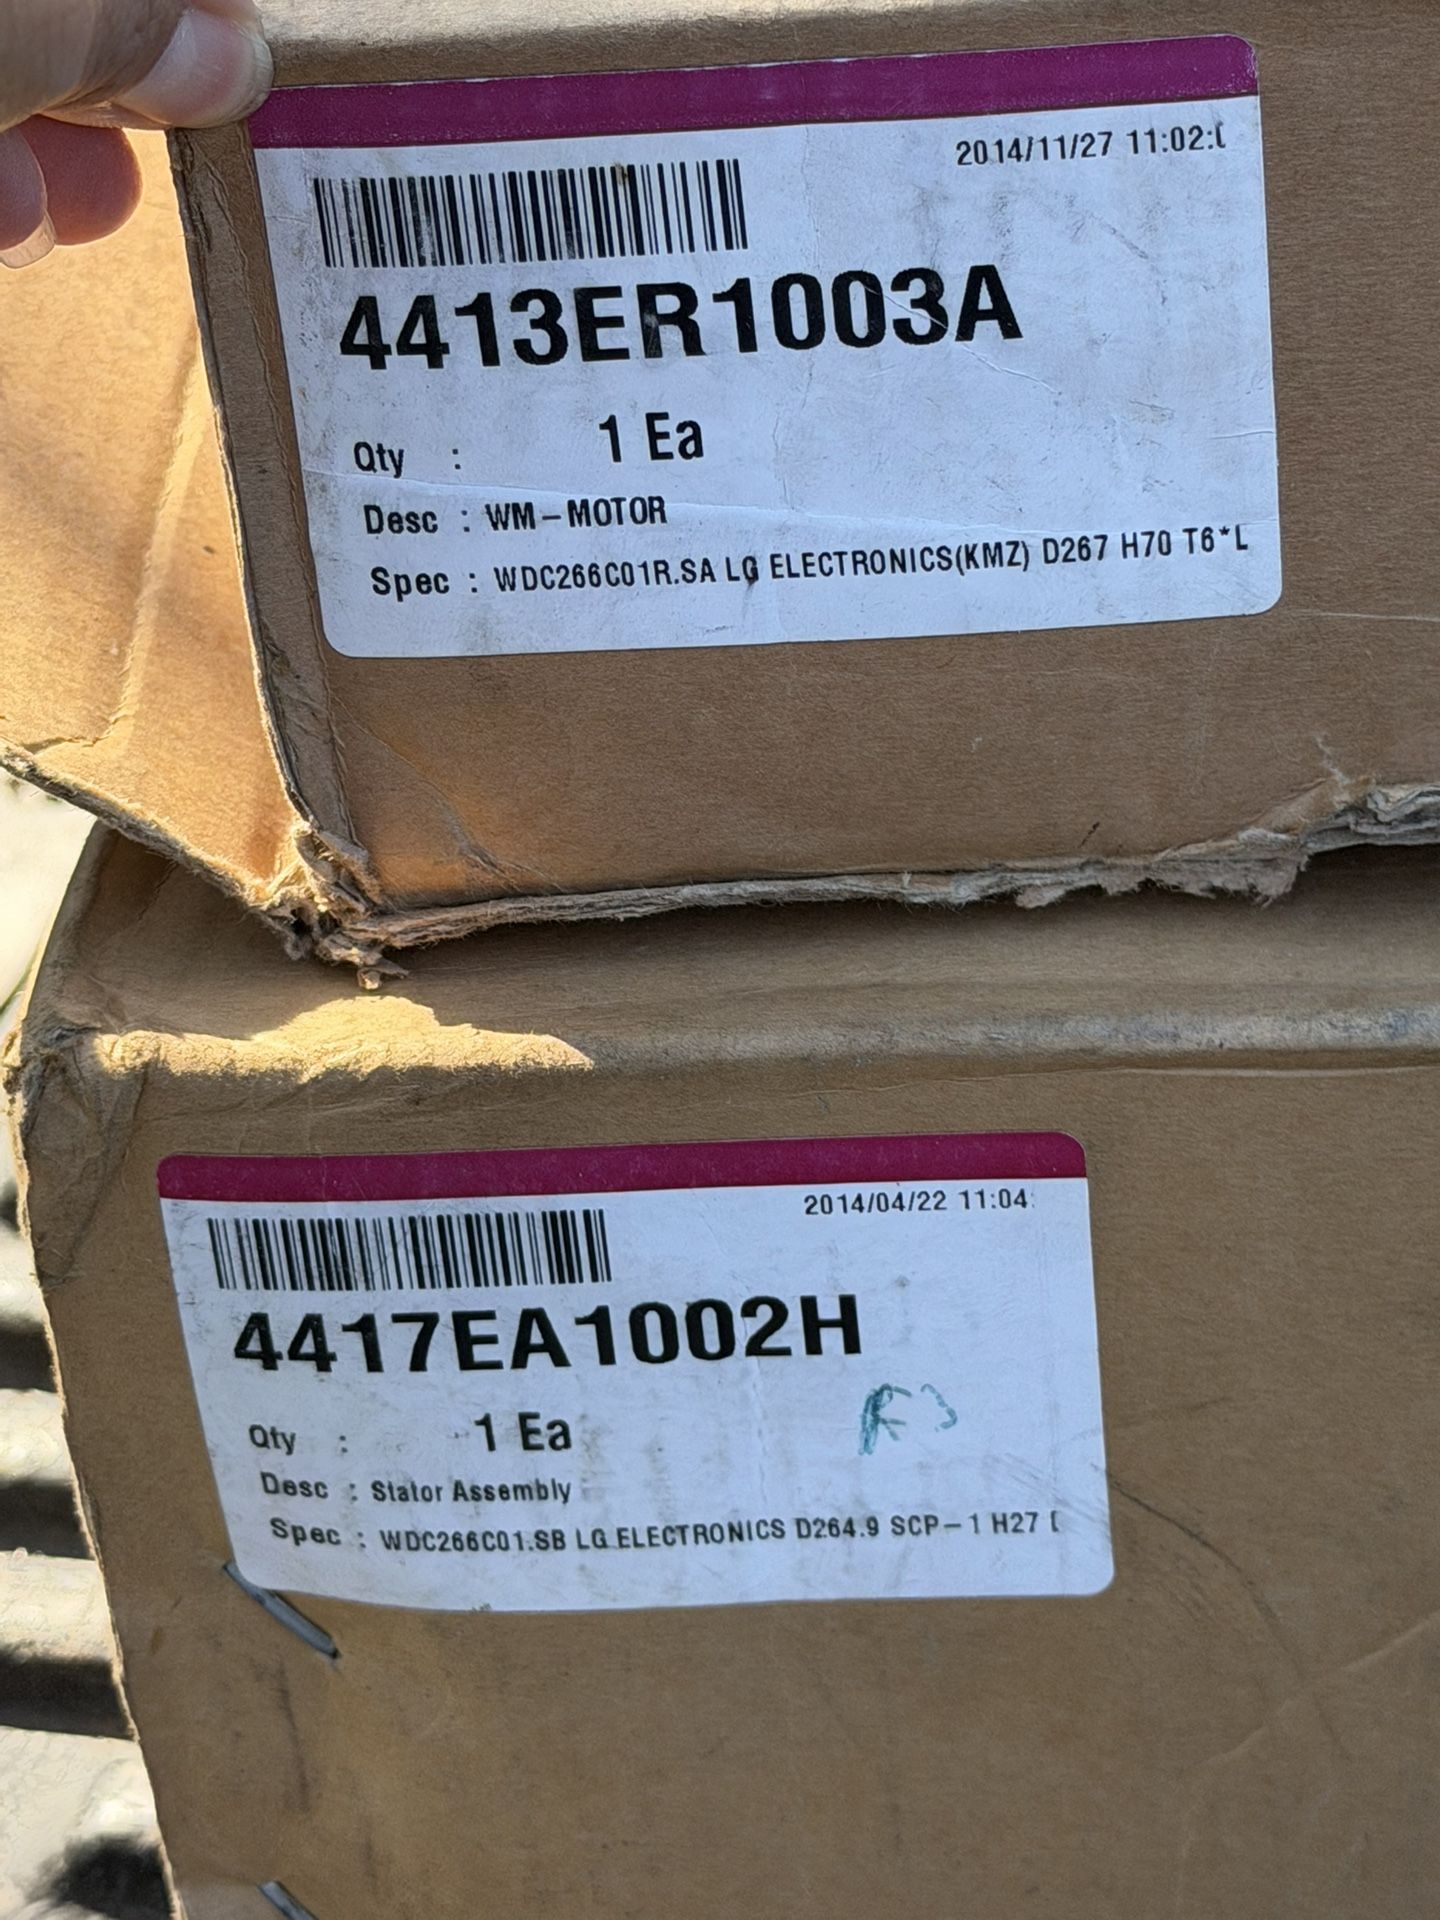 2014/11/27 11:02:
4413ER1003A
Qty : 1 Ea
Desc : WM-MOTOR
Spec : WDC266C01R.SA LG ELECTRONICS(KMZ) D267 H70 T6*L
2014/04/22 11:04:
4417EA1002H
Qty : 1 Ea
Desc : Stator Assembly
Spec : WDC266C01.SB LG ELECTRONICS D264.9 SCP-1 H27